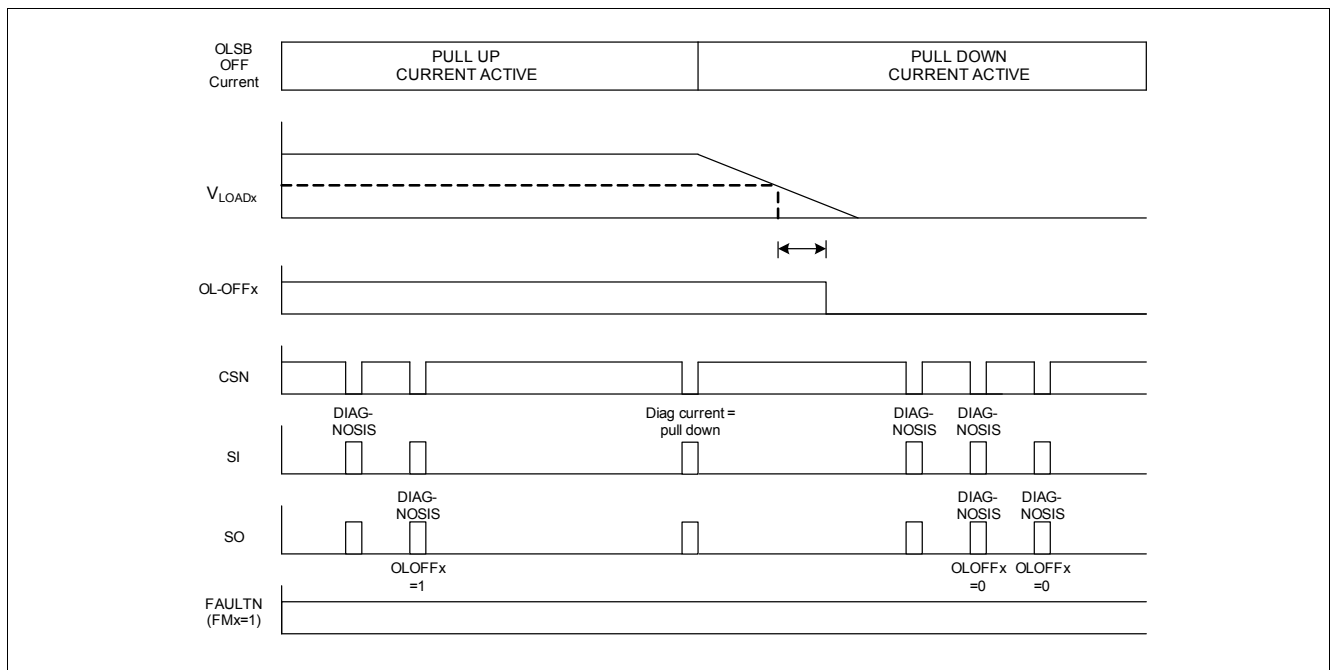 OLSB
OFF
Current
PULL UP
CURRENT ACTIVE
PULL DOWN
CURRENT ACTIVE
VLOADx
OL-OFFx
CSN
DIAG-
NOSIS
Diag current =
pull down
DIAG-
NOSIS
DIAG-
NOSIS
SI
DIAG-
NOSIS
DIAG-
NOSIS
DIAG-
NOSIS
SO
OLOFFx
=1
OLOFFx
=0
OLOFFx
=0
FAULTN
(FMx=1)